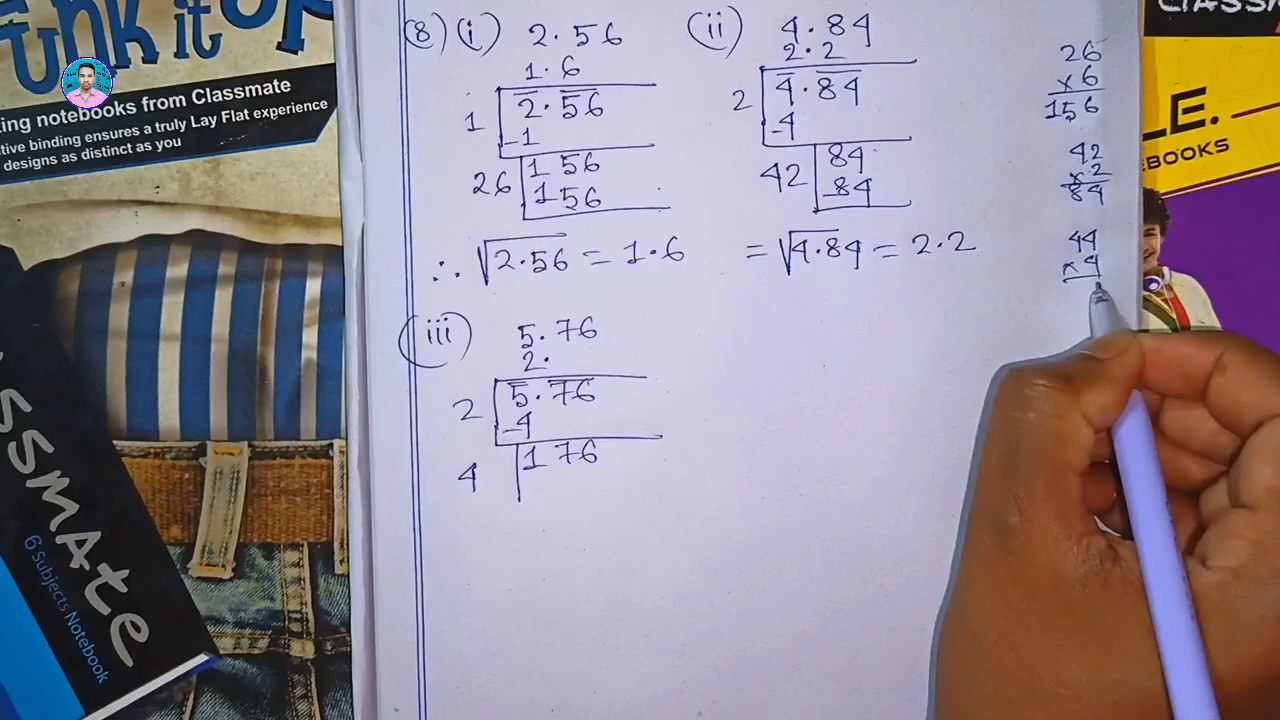 unk it Up
ing notebooks from Classmate
tive binding ensures a truly Lay Flat experience
designs as distinct as you
Classmate
6 Subjects Notebook
CLASSM
LE.
EBOOKS
(8) (i) 2.56
1.6
1 2.56
-1
26 156
156
∴ √2.56 = 1.6
(ii) 4.84
2.2
2 4.84
-4
42 84
-84
= √4.84 = 2.2
(iii) 5.76
2.
2 5.76
-4
4 176
26
×6
156
42
×2
84
44
×4